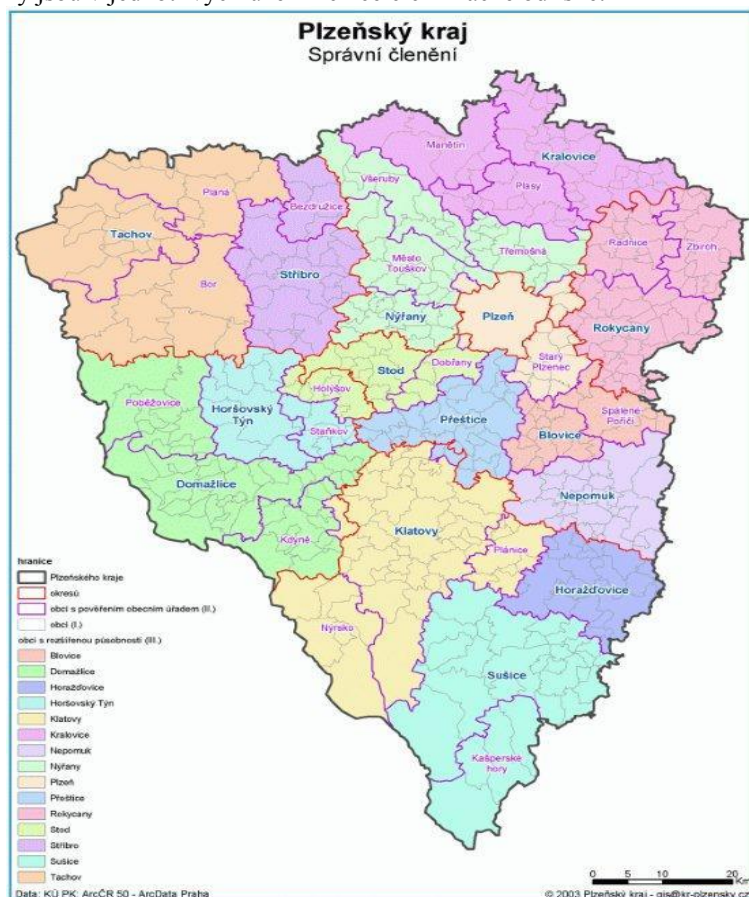 Plzeňský kraj
Správní členění
Manětín
Kralovice
Všeruby
Plasy
Planá
Bezdružice
Radnice
Zbiroh
Tachov
Město
Touškov
Třemošná
Stříbro
Bor
Nýřany
Plzeň
Rokycany
Stod
Dobřany
Starý
Plzenec
Holýšov
Poběžovice
Horšovský
Týn
Staňkov
Přeštice
Spálené
Poříčí
Blovice
Domažlice
Nepomuk
Klatovy
Kdyně
Plánice
Horažďovice
Nýrsko
Sušice
Kašperské
hory
hranice
Plzeňského kraje
okresů
obcí s pověřením obecním úřadem (II.)
obcí (I.)
obcí s rozšířenou působností (III.)
Blovice
Domažlice
Horažďovice
Horšovský Týn
Klatovy
Kralovice
Nepomuk
Nýřany
Plzeň
Přeštice
Rokycany
Stod
Stříbro
Sušice
Tachov
0 5 10 20
Km
Data: KÚ PK, ArcČR 50 - ArcData Praha
© 2003 Plzeňský kraj - gis@kr-plzensky.cz